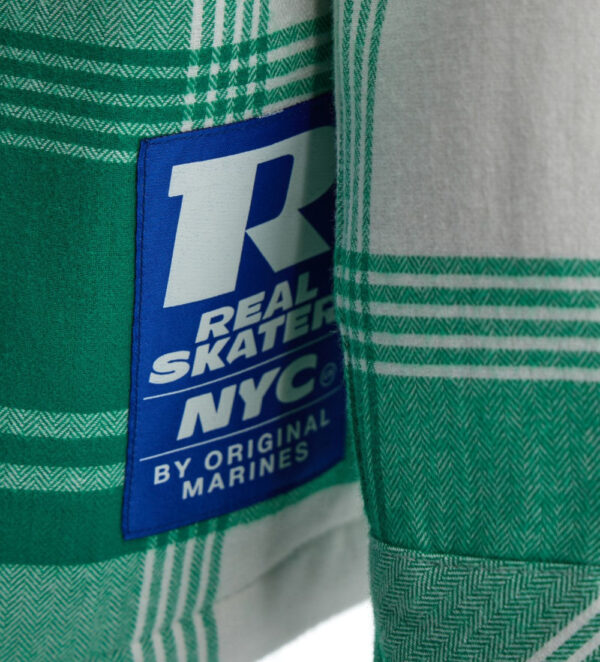 R
REAL
SKATER
NYC
BY ORIGINAL
MARINES